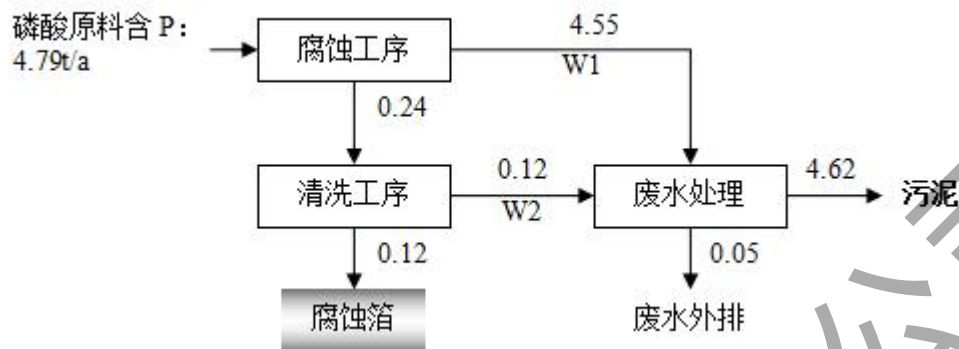 磷酸原料含 P：
4.79t/a
腐蚀工序
4.55
W1
0.24
清洗工序
0.12
W2
废水处理
4.62
污泥
0.12
0.05
腐蚀箔
废水外排